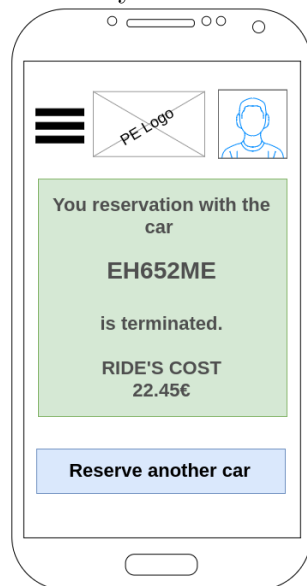 PE Logo
You reservation with the
car
EH652ME
is terminated.
RIDE'S COST
22.45€
Reserve another car